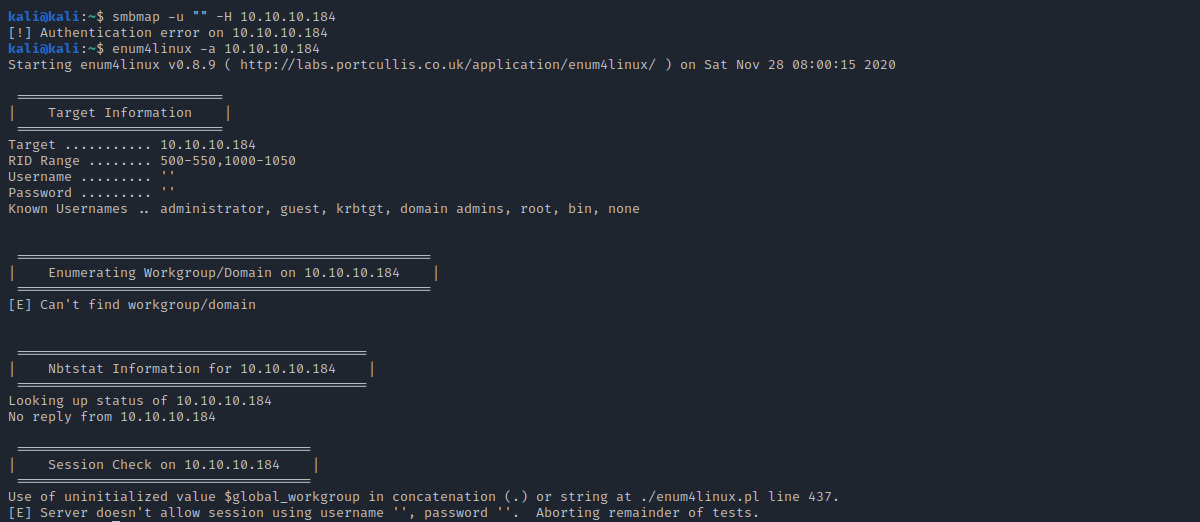 kali@kali:~$ smbmap -u "" -H 10.10.10.184
[!] Authentication error on 10.10.10.184
kali@kali:~$ enum4linux -a 10.10.10.184
Starting enum4linux v0.8.9 ( http://labs.portcullis.co.uk/application/enum4linux/ ) on Sat Nov 28 08:00:15 2020
==========================
|    Target Information    |
==========================
Target ........... 10.10.10.184
RID Range ........ 500-550,1000-1050
Username ......... ''
Password ......... ''
Known Usernames .. administrator, guest, krbtgt, domain admins, root, bin, none
====================================================
|    Enumerating Workgroup/Domain on 10.10.10.184    |
====================================================
[E] Can't find workgroup/domain
============================================
|    Nbtstat Information for 10.10.10.184    |
============================================
Looking up status of 10.10.10.184
No reply from 10.10.10.184
=====================================
|    Session Check on 10.10.10.184    |
=====================================
Use of uninitialized value $global_workgroup in concatenation (.) or string at ./enum4linux.pl line 437.
[E] Server doesn't allow session using username '', password ''.  Aborting remainder of tests.